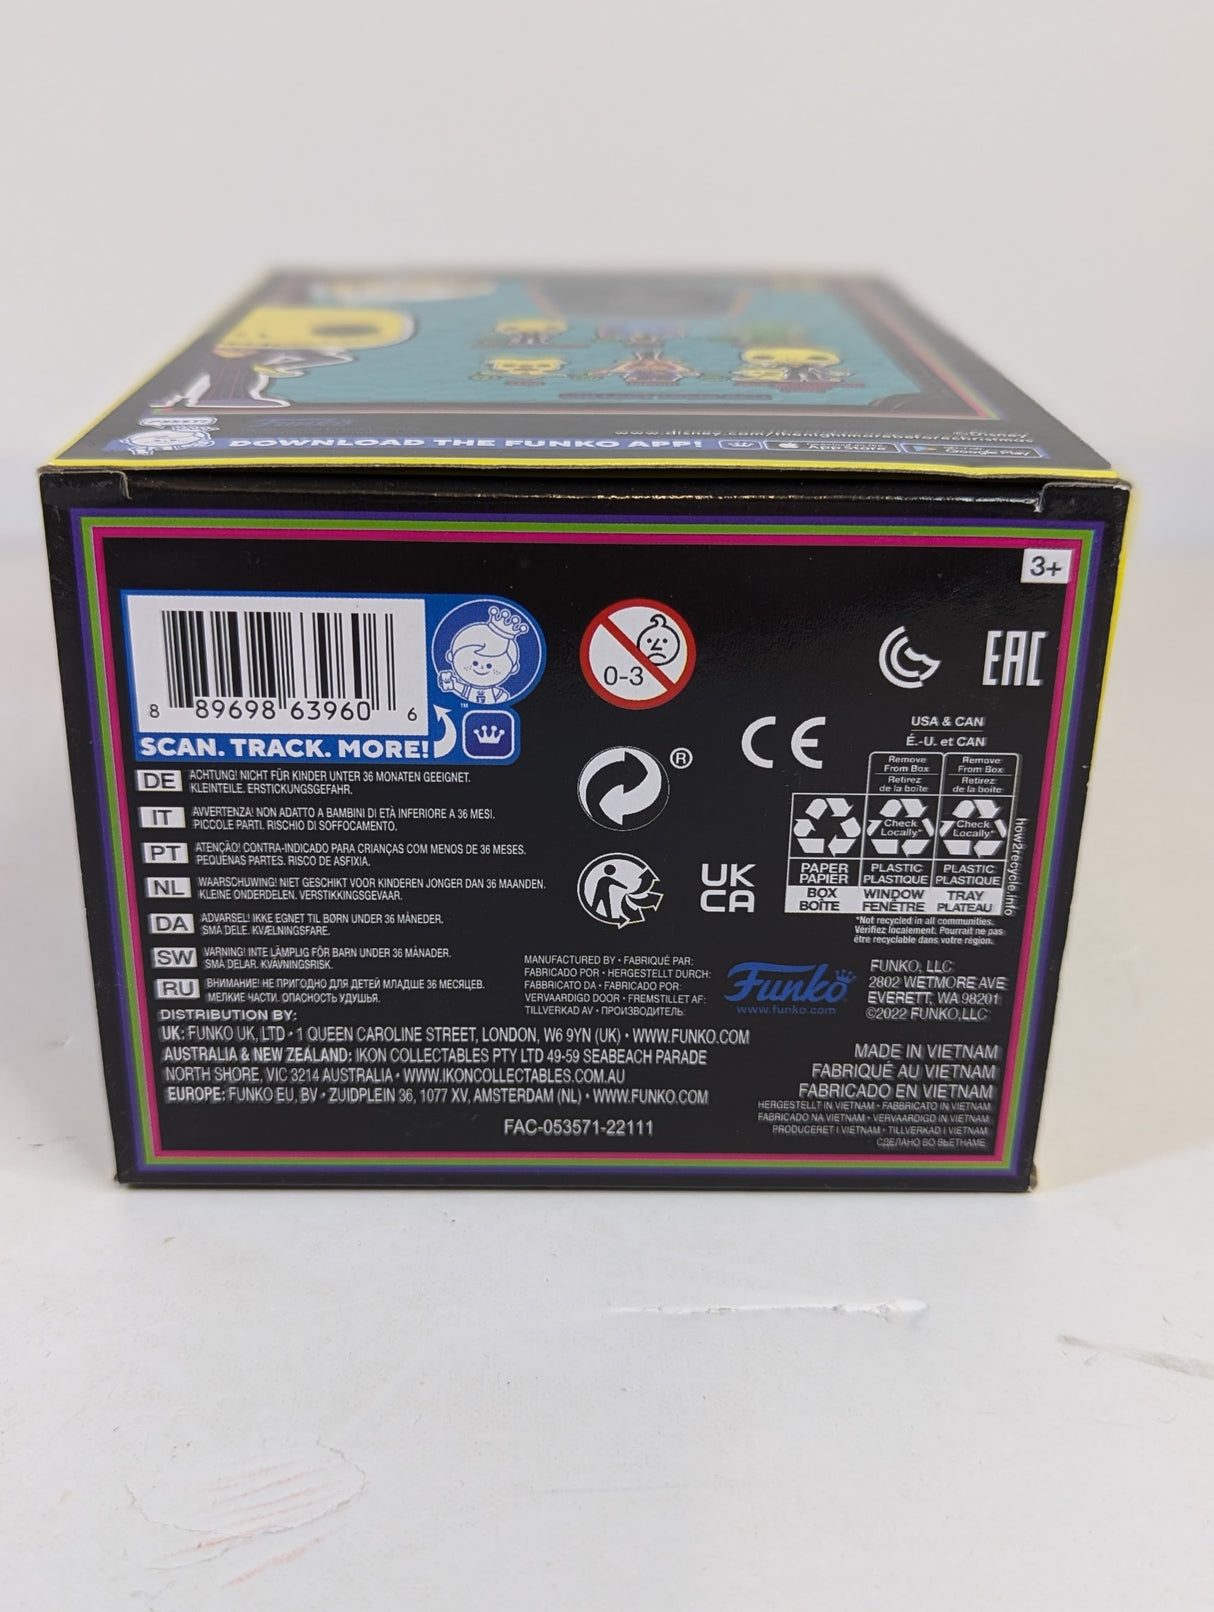 www.disney.com/thenightmarebeforechristmas
©Disney
DOWNLOAD THE FUNKO APP!
App Store
Google Play
3+
8 89698 63960 6
™
SCAN. TRACK. MORE!
0-3
EAC
CE
®
UK
CA
DE ACHTUNG! NICHT FÜR KINDER UNTER 36 MONATEN GEEIGNET.
KLEINTEILE. ERSTICKUNGSGEFAHR.
IT AVVERTENZA! NON ADATTO A BAMBINI DI ETÀ INFERIORE A 36 MESI.
PICCOLE PARTI. RISCHIO DI SOFFOCAMENTO.
PT ATENÇÃO! CONTRA-INDICADO PARA CRIANÇAS COM MENOS DE 36 MESES.
PEQUENAS PARTES. RISCO DE ASFIXIA.
NL WAARSCHUWING! NIET GESCHIKT VOOR KINDEREN JONGER DAN 36 MAANDEN.
KLEINE ONDERDELEN. VERSTIKKINGSGEVAAR.
DA ADVARSEL! IKKE EGNET TIL BØRN UNDER 36 MÅNEDER.
SMÅ DELE. KVÆLNINGSFARE.
SW VARNING! INTE LÄMPLIG FÖR BARN UNDER 36 MÅNADER.
SMÅ DELAR. KVÄVNINGSRISK.
RU ВНИМАНИЕ! НЕ ПРИГОДНО ДЛЯ ДЕТЕЙ МЛАДШЕ 36 МЕСЯЦЕВ.
МЕЛКИЕ ЧАСТИ. ОПАСНОСТЬ УДУШЬЯ.
USA & CAN
É.-U. et CAN
Remove From Box Retirez de la boîte
Remove From Box Retirez de la boîte
Check Locally*
Check Locally*
PAPER PAPIER
PLASTIC PLASTIQUE
PLASTIC PLASTIQUE
BOX BOÎTE
WINDOW FENÊTRE
TRAY PLATEAU
how2recycle.info
*Not recycled in all communities.
Vérifiez localement. Pourrait ne pas
être recyclable dans votre région.
MANUFACTURED BY • FABRIQUÉ PAR:
FABRICADO POR • HERGESTELLT DURCH:
FABBRICATO DA • FABRICADO POR:
VERVAARDIGD DOOR • FREMSTILLET AF:
TILLVERKAD AV • ПРОИЗВОДИТЕЛЬ:
Funko
www.funko.com
FUNKO, LLC
2802 WETMORE AVE
EVERETT, WA 98201
©2022 FUNKO,LLC
DISTRIBUTION BY:
UK: FUNKO UK, LTD • 1 QUEEN CAROLINE STREET, LONDON, W6 9YN (UK) • WWW.FUNKO.COM
AUSTRALIA & NEW ZEALAND: IKON COLLECTABLES PTY LTD 49-59 SEABEACH PARADE
NORTH SHORE, VIC 3214 AUSTRALIA • WWW.IKONCOLLECTABLES.COM.AU
EUROPE: FUNKO EU, BV • ZUIDPLEIN 36, 1077 XV, AMSTERDAM (NL) • WWW.FUNKO.COM
FAC-053571-22111
MADE IN VIETNAM
FABRIQUÉ AU VIETNAM
FABRICADO EN VIETNAM
HERGESTELLT IN VIETNAM • FABBRICATO IN VIETNAM
FABRICADO NA VIETNAM • VERVAARDIGD IN VIETNAM
PRODUCERET I VIETNAM • TILLVERKAD I VIETNAM
СДЕЛАНО ВО ВЬЕТНАМЕ